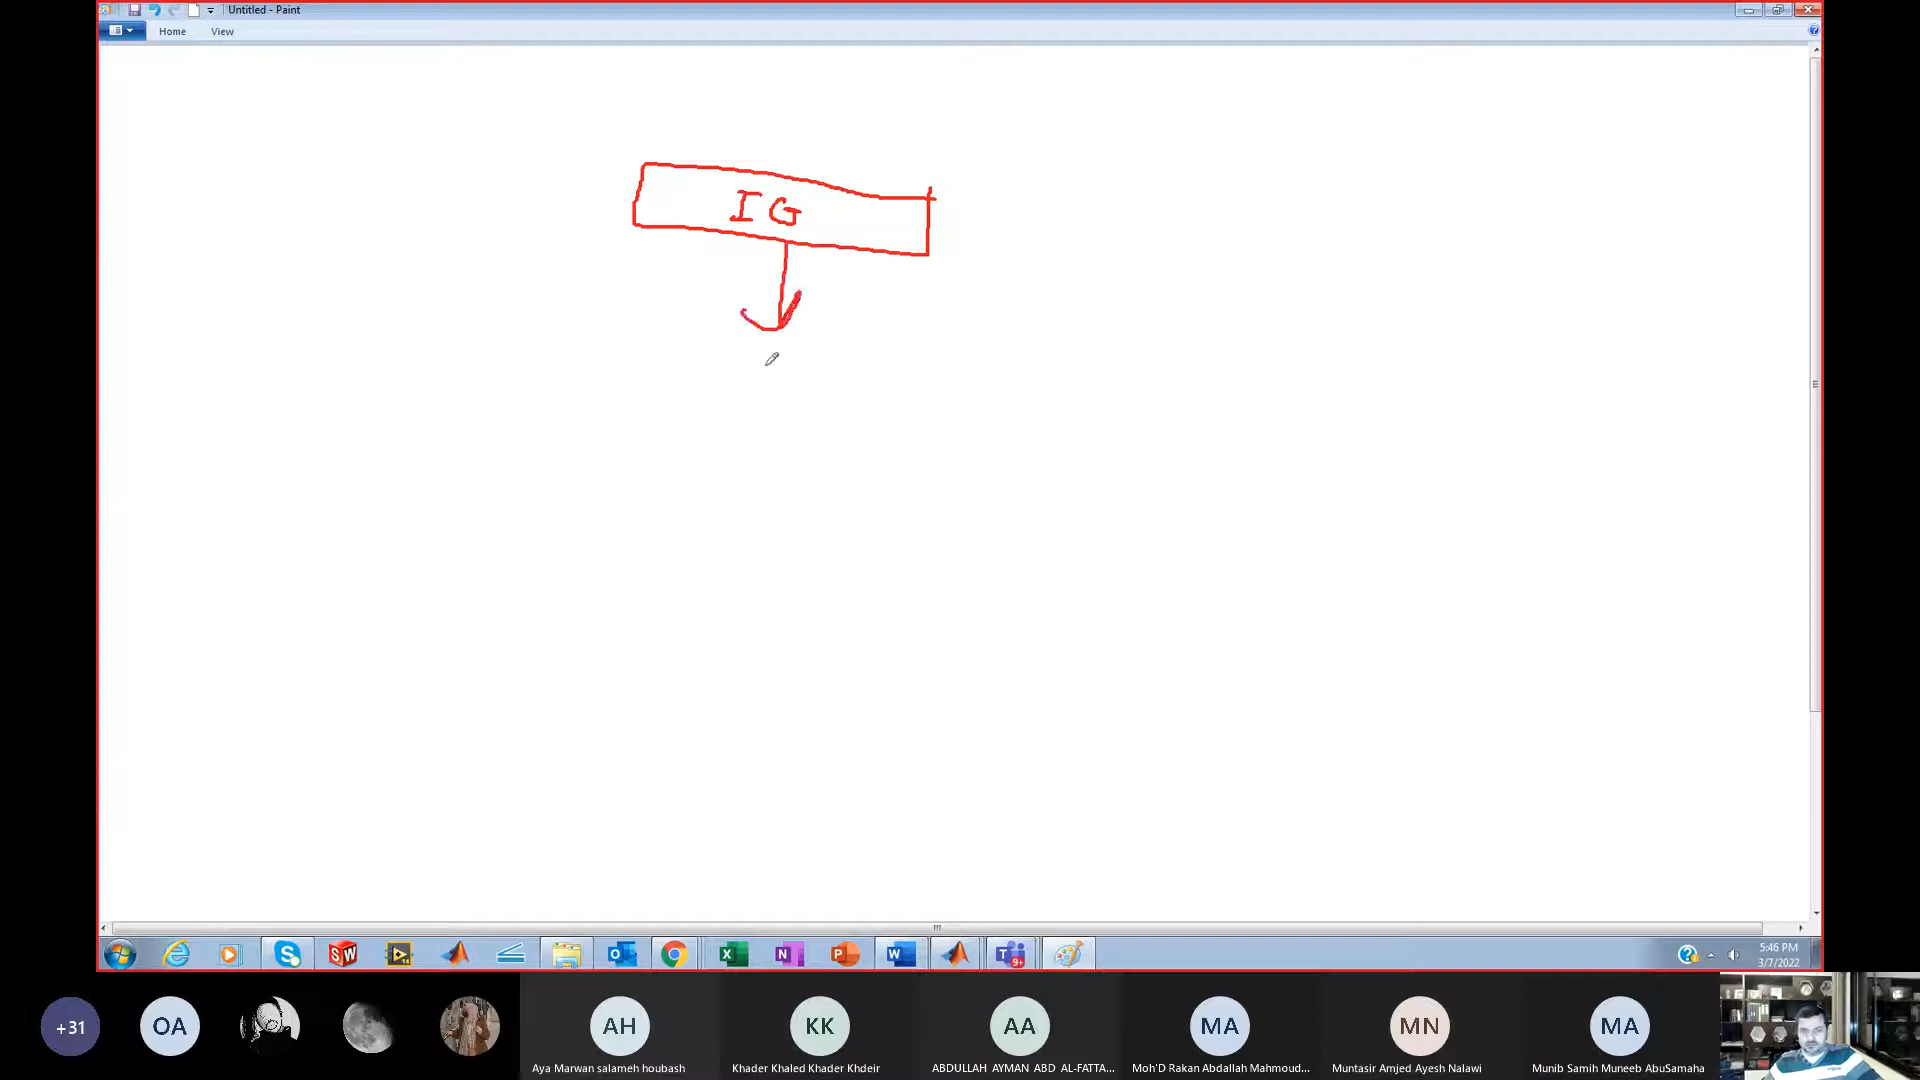 Untitled - Paint
Home View
IG
5:46 PM
3/7/2022
+31
OA
AH
KK
AA
MA
MN
MA
Aya Marwan salameh houbash
Khader Khaled Khader Khdeir
ABDULLAH AYMAN ABD AL-FATTA...
Moh'D Rakan Abdallah Mahmoud...
Muntasir Amjed Ayesh Nalawi
Munib Samih Muneeb AbuSamaha